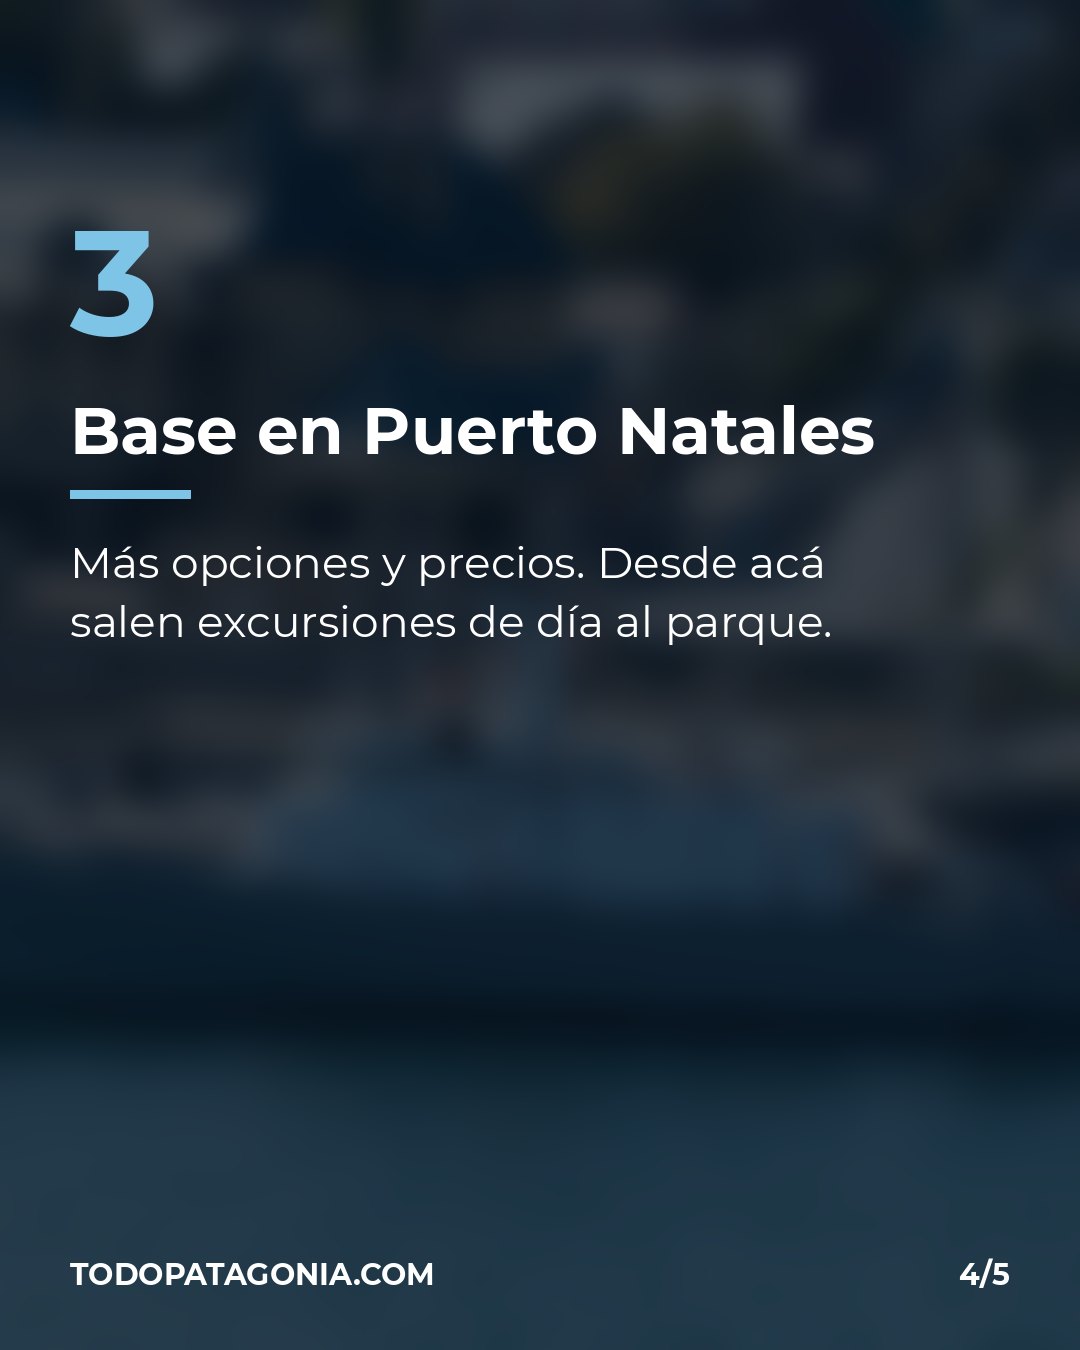 3
Base en Puerto Natales
Más opciones y precios. Desde acá
salen excursiones de día al parque.
TODOPATAGONIA.COM
4/5